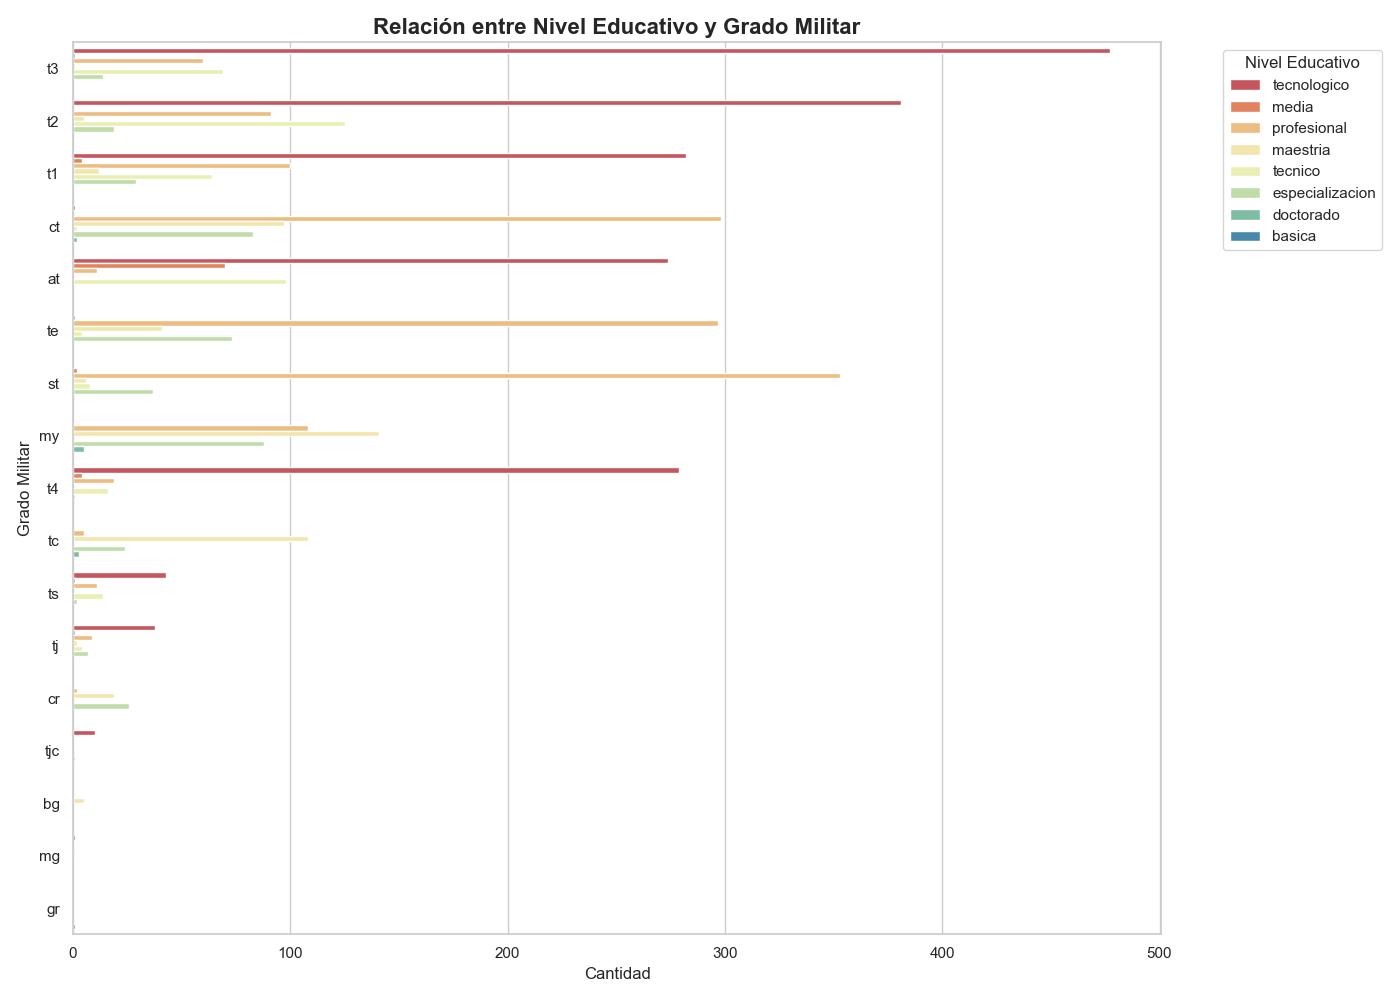 Relación entre Nivel Educativo y Grado Militar
Nivel Educativo
tecnologico
media
profesional
maestria
tecnico
especializacion
doctorado
basica
Grado Militar
t3
t2
t1
ct
at
te
st
my
t4
tc
ts
tj
cr
tjc
bg
mg
gr
0 100 200 300 400 500
Cantidad